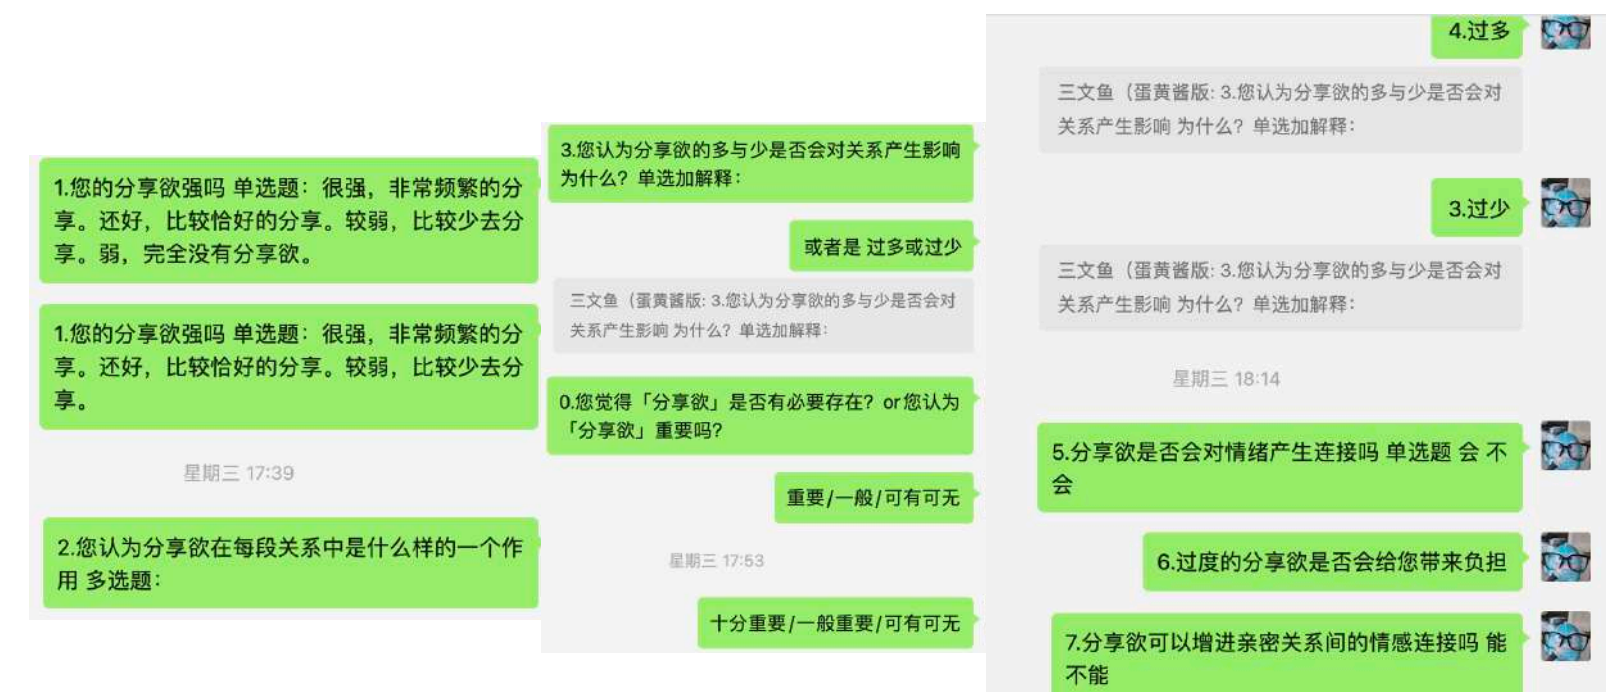 1.您的分享欲强吗 单选题：很强，非常频繁的分
享。还好，比较恰好的分享。较弱，比较少去分
享。弱，完全没有分享欲。
1.您的分享欲强吗 单选题：很强，非常频繁的分
享。还好，比较恰好的分享。较弱，比较少去分
享。
星期三 17:39
2.您认为分享欲在每段关系中是什么样的一个作
用 多选题：
3.您认为分享欲的多与少是否会对关系产生影响
为什么？单选加解释：
或者是 过多或过少
三文鱼（蛋黄酱版: 3.您认为分享欲的多与少是否会对
关系产生影响 为什么？单选加解释：
0.您觉得「分享欲」是否有必要存在？or您认为
「分享欲」重要吗？
重要/一般/可有可无
星期三 17:53
十分重要/一般重要/可有可无
4.过多
三文鱼（蛋黄酱版: 3.您认为分享欲的多与少是否会对
关系产生影响 为什么？单选加解释：
3.过少
三文鱼（蛋黄酱版: 3.您认为分享欲的多与少是否会对
关系产生影响 为什么？单选加解释：
星期三 18:14
5.分享欲是否会对情绪产生连接吗 单选题 会 不
会
6.过度的分享欲是否会给您带来负担
7.分享欲可以增进亲密关系间的情感连接吗 能
不能